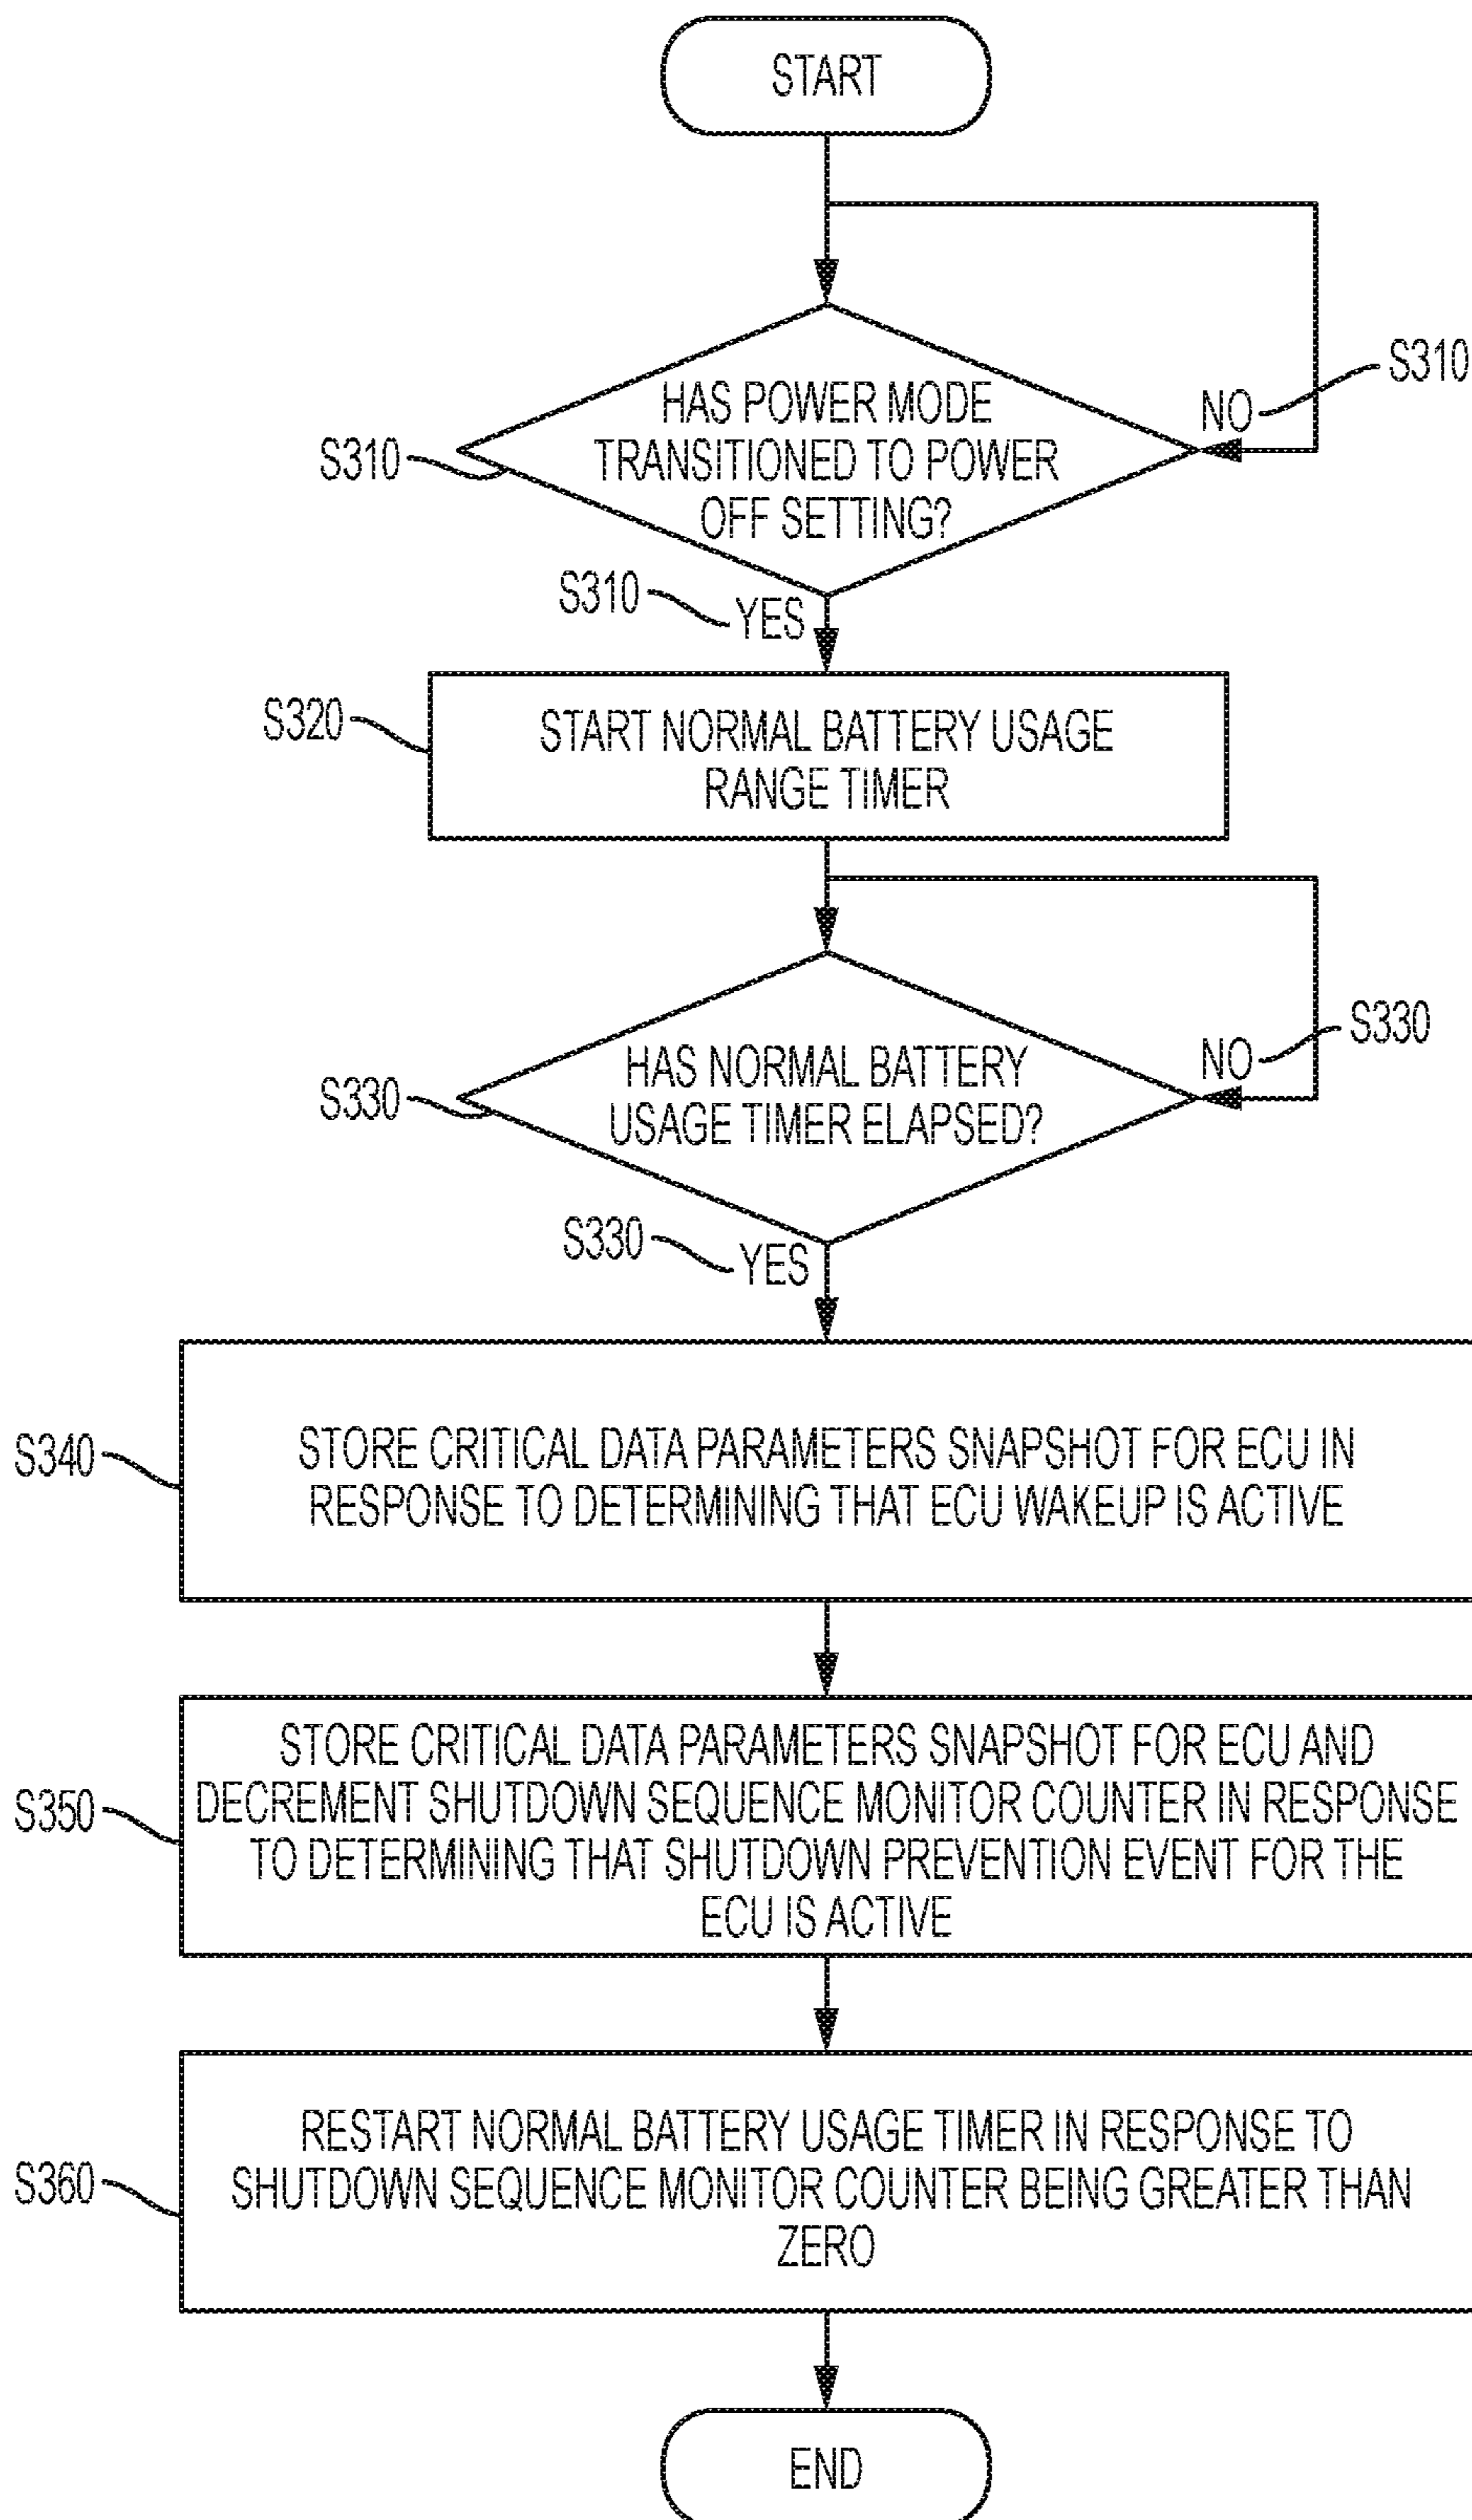 START
HAS POWER MODE
TRANSITIONED TO POWER
OFF SETTING?
S310
NO
S310
S310
YES
S320
START NORMAL BATTERY USAGE
RANGE TIMER
HAS NORMAL BATTERY
USAGE TIMER ELAPSED?
S330
NO
S330
S330
YES
S340
STORE CRITICAL DATA PARAMETERS SNAPSHOT FOR ECU IN
RESPONSE TO DETERMINING THAT ECU WAKEUP IS ACTIVE
S350
STORE CRITICAL DATA PARAMETERS SNAPSHOT FOR ECU AND
DECREMENT SHUTDOWN SEQUENCE MONITOR COUNTER IN RESPONSE
TO DETERMINING THAT SHUTDOWN PREVENTION EVENT FOR THE
ECU IS ACTIVE
S360
RESTART NORMAL BATTERY USAGE TIMER IN RESPONSE TO
SHUTDOWN SEQUENCE MONITOR COUNTER BEING GREATER THAN
ZERO
END